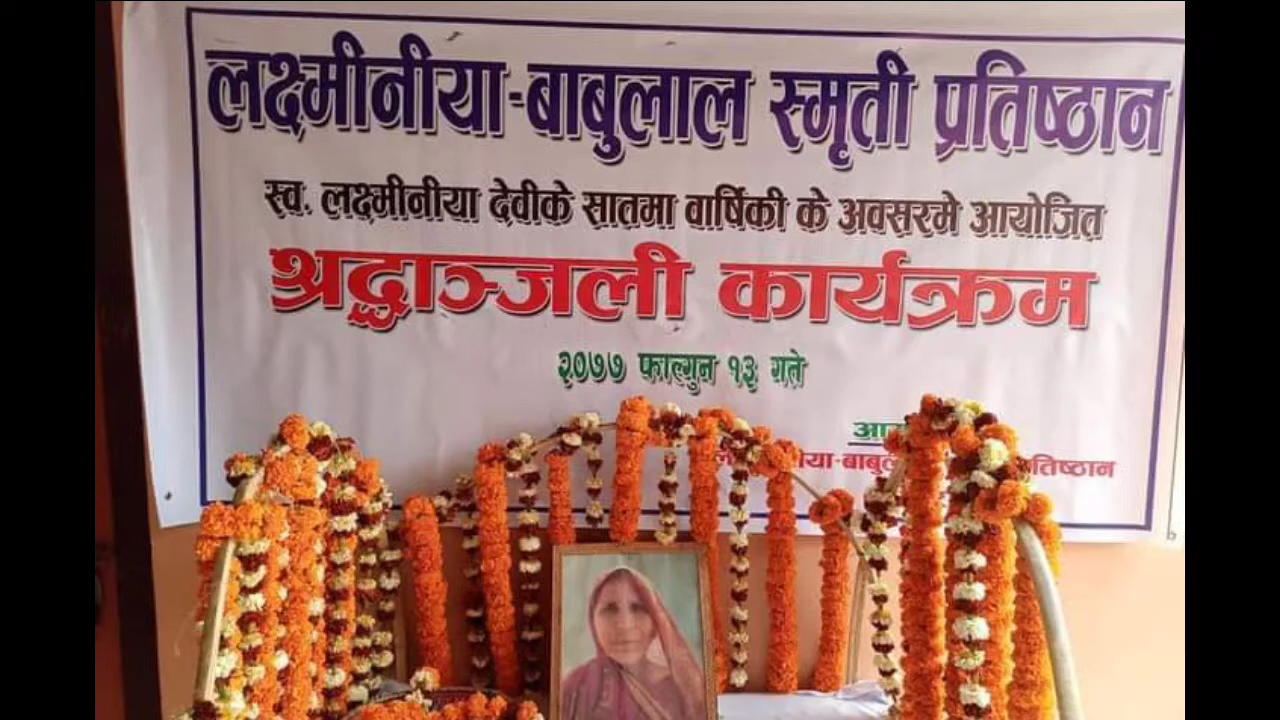 लक्ष्मीनीया-बाबुलाल स्मृती प्रतिष्ठान
स्व. लक्ष्मीनीया देवीके सातमा वार्षिकी के अवसरमे आयोजित
श्रद्धाञ्जली कार्यक्रम
२०७७ फाल्गुन १३ गते